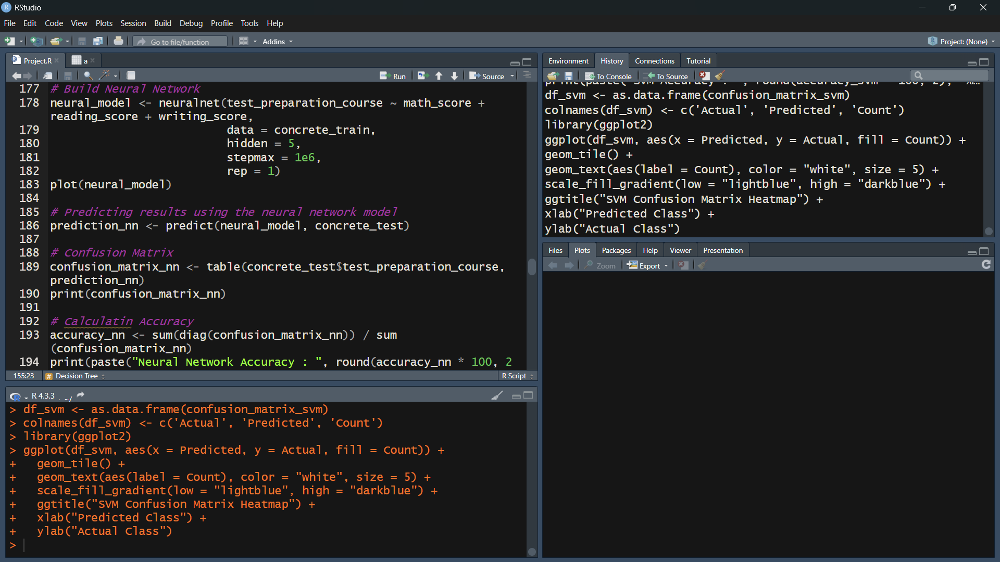 RStudio
File Edit Code View Plots Session Build Debug Profile Tools Help
Go to file/function Addins Project: (None)
Project.R a
Run Source
177 # Build Neural Network
178 neural_model <- neuralnet(test_preparation_course ~ math_score +
reading_score + writing_score,
179 data = concrete_train,
180 hidden = 5,
181 stepmax = 1e6,
182 rep = 1)
183 plot(neural_model)
184
185 # Predicting results using the neural network model
186 prediction_nn <- predict(neural_model, concrete_test)
187
188 # Confusion Matrix
189 confusion_matrix_nn <- table(concrete_test$test_preparation_course,
prediction_nn)
190 print(confusion_matrix_nn)
191
192 # Calculatin Accuracy
193 accuracy_nn <- sum(diag(confusion_matrix_nn)) / sum
(confusion_matrix_nn)
194 print(paste("Neural Network Accuracy : ", round(accuracy_nn * 100, 2
155:23 # Decision Tree R Script
R 4.3.3 . ~/
> df_svm <- as.data.frame(confusion_matrix_svm)
> colnames(df_svm) <- c('Actual', 'Predicted', 'Count')
> library(ggplot2)
> ggplot(df_svm, aes(x = Predicted, y = Actual, fill = Count)) +
+ geom_tile() +
+ geom_text(aes(label = Count), color = "white", size = 5) +
+ scale_fill_gradient(low = "lightblue", high = "darkblue") +
+ ggtitle("SVM Confusion Matrix Heatmap") +
+ xlab("Predicted Class") +
+ ylab("Actual Class")
>
Environment History Connections Tutorial
To Console To Source
df_svm <- as.data.frame(confusion_matrix_svm)
colnames(df_svm) <- c('Actual', 'Predicted', 'Count')
library(ggplot2)
ggplot(df_svm, aes(x = Predicted, y = Actual, fill = Count)) +
geom_tile() +
geom_text(aes(label = Count), color = "white", size = 5) +
scale_fill_gradient(low = "lightblue", high = "darkblue") +
ggtitle("SVM Confusion Matrix Heatmap") +
xlab("Predicted Class") +
ylab("Actual Class")
Files Plots Packages Help Viewer Presentation
Zoom Export